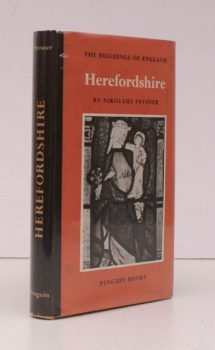 THE BUILDINGS OF ENGLAND
Herefordshire
BY NIKOLAUS PEVSNER
PENGUIN BOOKS
Pevsner
HEREFORDSHIRE
Penguin